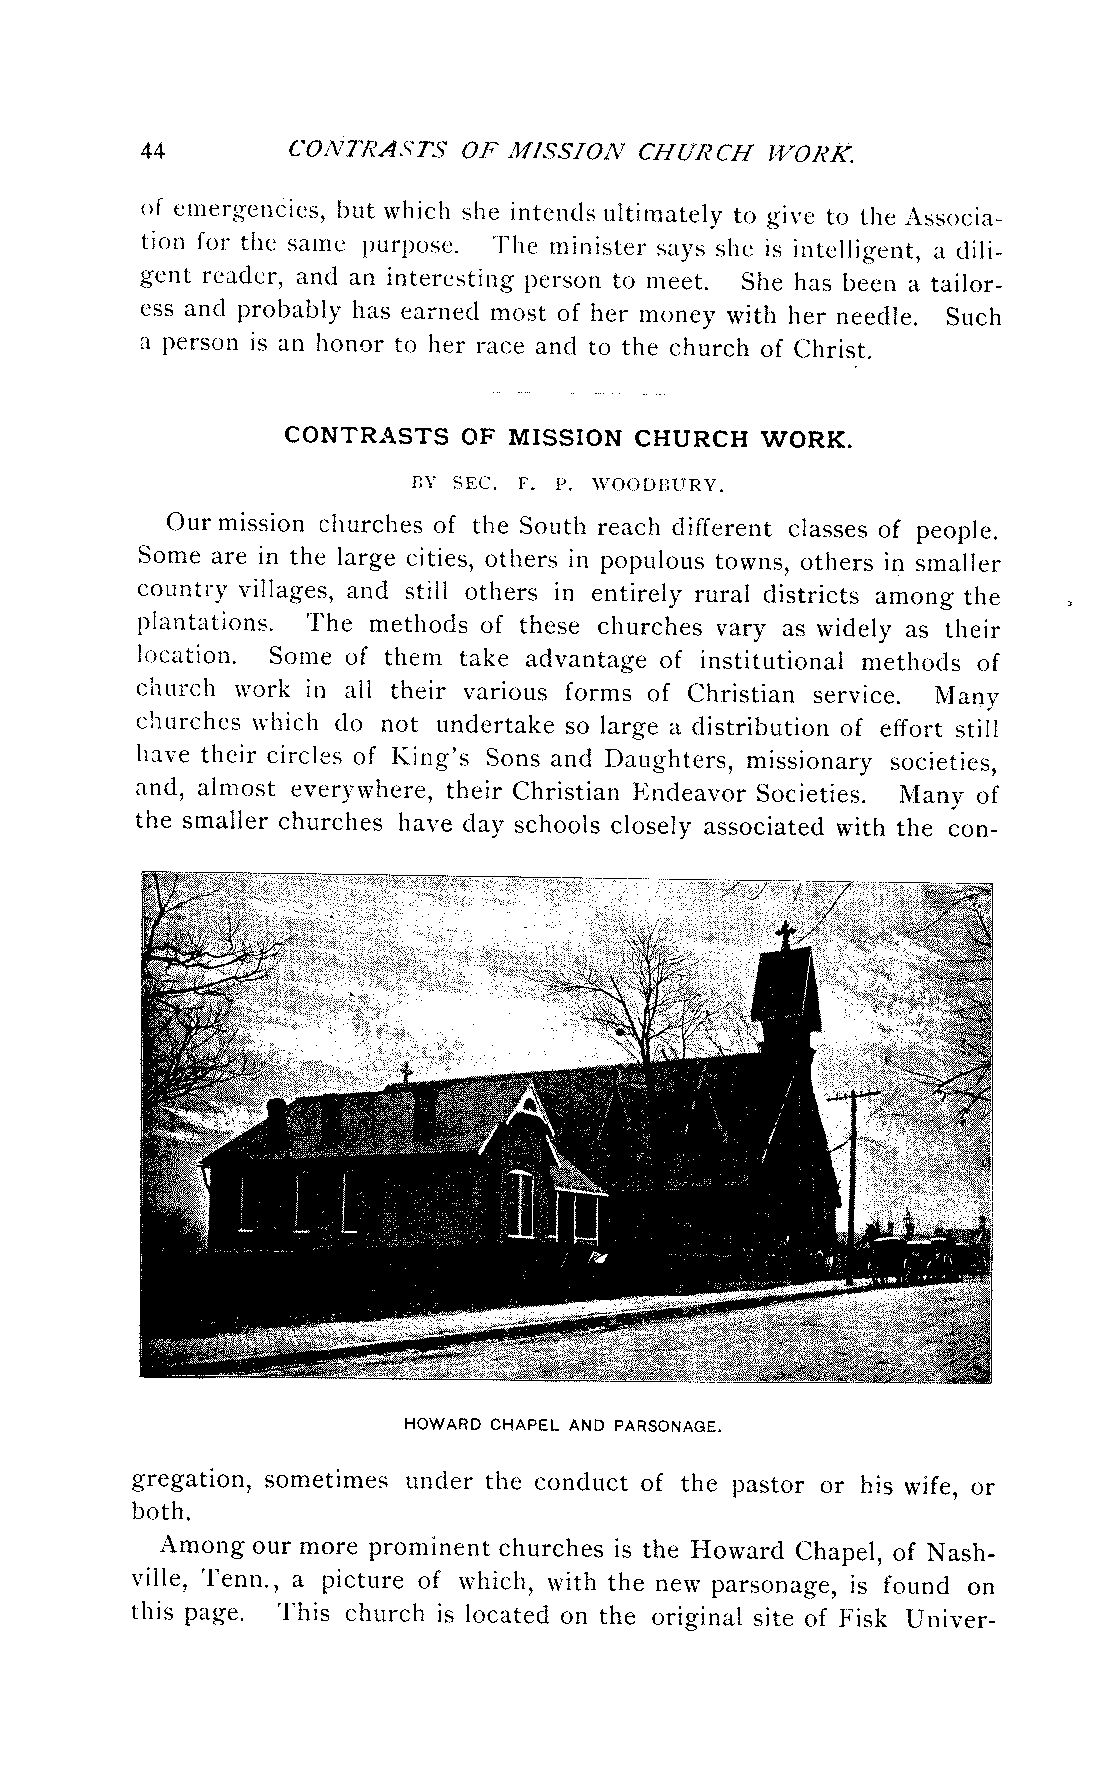 44 CONTRASTS OF MISSION CHURCH WORK.
of emergencies, but which she intends ultimately to give to the Associa-
tion for the same purpose. The minister says she is intelligent, a dili-
gent reader, and an interesting person to meet. She has been a tailor-
ess and probably has earned most of her money with her needle. Such
a person is an honor to her race and to the church of Christ.
CONTRASTS OF MISSION CHURCH WORK.
BY SEC. F. P. WOODBURY.
Our mission churches of the South reach different classes of people.
Some are in the large cities, others in populous towns, others in smaller
country villages, and still others in entirely rural districts among the
plantations. The methods of these churches vary as widely as their
location. Some of them take advantage of institutional methods of
church work in all their various forms of Christian service. Many
churches which do not undertake so large a distribution of effort still
have their circles of King's Sons and Daughters, missionary societies,
and, almost everywhere, their Christian Endeavor Societies. Many of
the smaller churches have day schools closely associated with the con-
HOWARD CHAPEL AND PARSONAGE.
gregation, sometimes under the conduct of the pastor or his wife, or
both.
Among our more prominent churches is the Howard Chapel, of Nash-
ville, Tenn., a picture of which, with the new parsonage, is found on
this page. This church is located on the original site of Fisk Univer-